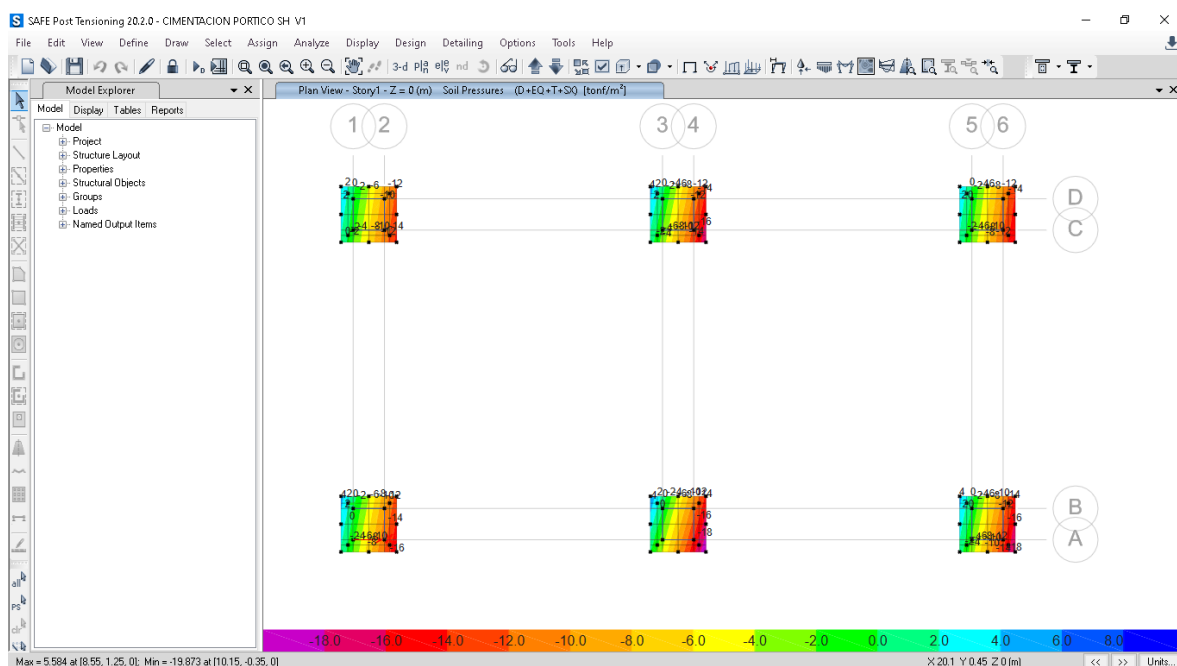 SAFE Post Tensioning 20.2.0 - CIMENTACION PORTICO SH V1
File Edit View Define Draw Select Assign Analyze Display Design Detailing Options Tools Help
3-d nd
Model Explorer
Plan View - Story1 - Z = 0 (m) Soil Pressures (D+EQ+T+SX) [tonf/m²]
Model Display Tables Reports
Model
Project
Structure Layout
Properties
Structural Objects
Groups
Loads
Named Output Items
1 2 3 4 5 6
D
C
B
A
all
PS
clr
-18.0 -16.0 -14.0 -12.0 -10.0 -8.0 -6.0 -4.0 -2.0 0.0 2.0 4.0 6.0 8.0
Max = 5.584 at [8.55, 1.25, 0]; Min = -19.873 at [10.15, -0.35, 0]
X 20.1 Y 0.45 Z 0 (m)
<< >> Units...